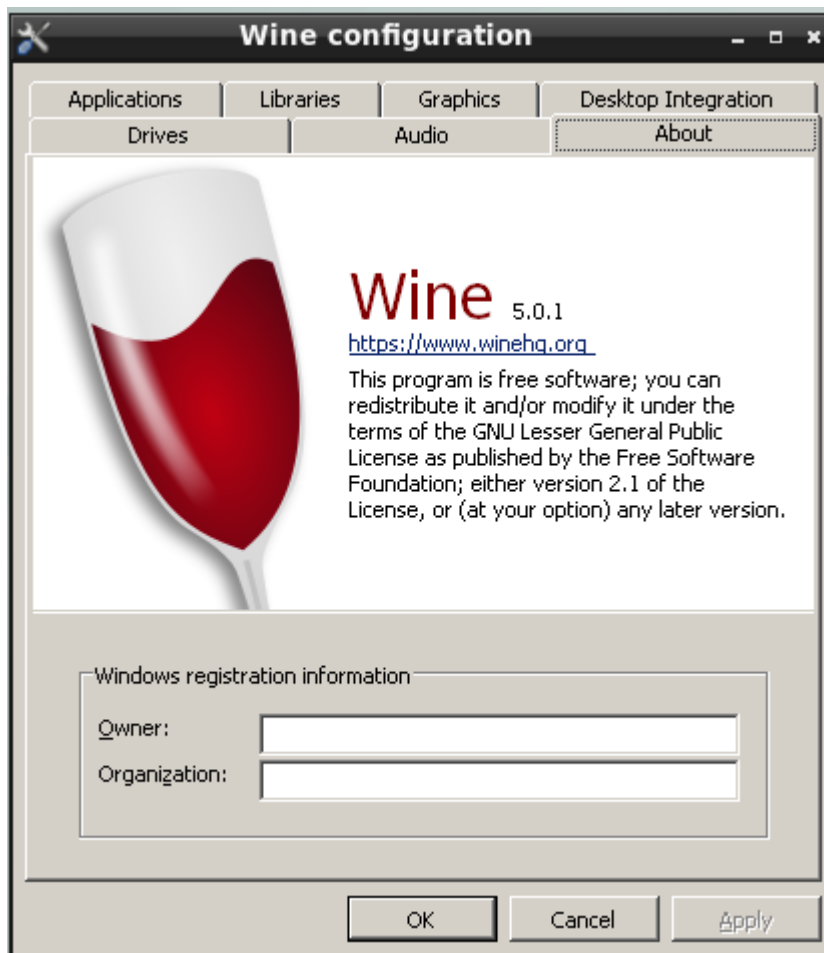 Wine configuration
Applications Libraries Graphics Desktop Integration
Drives Audio About
Wine 5.0.1
https://www.winehq.org
This program is free software; you can
redistribute it and/or modify it under the
terms of the GNU Lesser General Public
License as published by the Free Software
Foundation; either version 2.1 of the
License, or (at your option) any later version.
Windows registration information
Owner:
Organization:
OK Cancel Apply